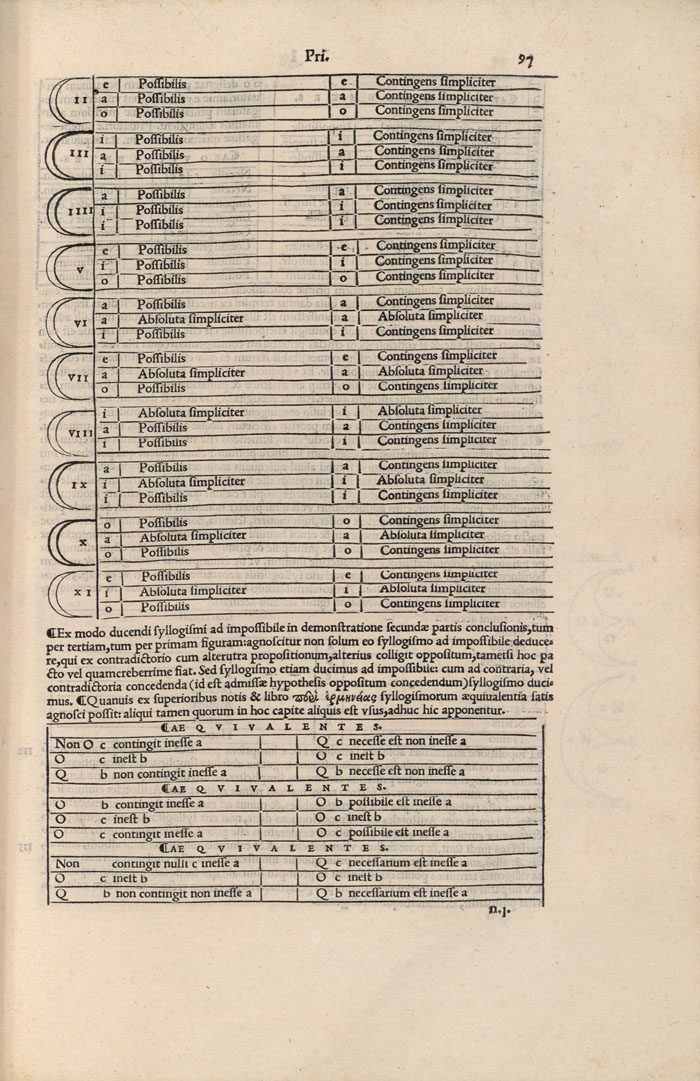 Pri. 97
e Poſſibilis e Contingens ſimpliciter
II a Poſſibilis a Contingens ſimpliciter
o Poſſibilis o Contingens ſimpliciter
i Poſſibilis i Contingens ſimpliciter
III a Poſſibilis a Contingens ſimpliciter
i Poſſibilis i Contingens ſimpliciter
a Poſſibilis a Contingens ſimpliciter
IIII i Poſſibilis i Contingens ſimpliciter
i Poſſibilis i Contingens ſimpliciter
e Poſſibilis e Contingens ſimpliciter
V i Poſſibilis i Contingens ſimpliciter
o Poſſibilis o Contingens ſimpliciter
a Poſſibilis a Contingens ſimpliciter
VI a Abſoluta ſimpliciter a Abſoluta ſimpliciter
i Poſſibilis i Contingens ſimpliciter
e Poſſibilis e Contingens ſimpliciter
VII a Abſoluta ſimpliciter a Abſoluta ſimpliciter
o Poſſibilis o Contingens ſimpliciter
i Abſoluta ſimpliciter i Abſoluta ſimpliciter
VIII a Poſſibilis a Contingens ſimpliciter
i Poſſibilis i Contingens ſimpliciter
a Poſſibilis a Contingens ſimpliciter
IX i Abſoluta ſimpliciter i Abſoluta ſimpliciter
i Poſſibilis i Contingens ſimpliciter
o Poſſibilis o Contingens ſimpliciter
X a Abſoluta ſimpliciter a Abſoluta ſimpliciter
o Poſſibilis o Contingens ſimpliciter
e Poſſibilis e Contingens ſimpliciter
XI i Abſoluta ſimpliciter i Abſoluta ſimpliciter
o Poſſibilis o Contingens ſimpliciter
¶Ex modo ducendi ſyllogiſmi ad impoſſibile in demonſtratione ſecundæ partis concluſionis,tum
per tertiam,tum per primam figuram:agnoſcitur non ſolum eo ſyllogiſmo ad impoſſibile deduce-
re,qui ex contradictorio cum alterutra propoſitionum,alterius colligit oppoſitum,tametſi hoc pa
cto vel quamcreberrime fiat. Sed ſyllogiſmo etiam ducimus ad impoſſibile: cum ad contraria, vel
contradictoria concedenda (id eſt admiſſæ hypotheſis oppoſitum concedendum) ſyllogiſmo duci-
mus. ¶Quanuis ex ſuperioribus notis & libro περὶ ἑρμηνείας ſyllogiſmorum æquiualentia ſatis
agnoſci poſſit: aliqui tamen quorum in hoc capite aliquis eſt vſus,adhuc hic apponentur.
¶AE Q V I V A L E N T E S.
Non O c contingit ineſſe a Q c neceſſe eſt non ineſſe a
O c ineſt b O c ineſt b
Q b non contingit ineſſe a Q b neceſſe eſt non ineſſe a
¶AE Q V I V A L E N T E S.
O b contingit ineſſe a O b poſſibile eſt ineſſe a
O c ineſt b O c ineſt b
O c contingit ineſſe a O c poſſibile eſt ineſſe a
¶AE Q V I V A L E N T E S.
Non contingit nulli c ineſſe a Q c neceſſarium eſt ineſſe a
O c ineſt b O c ineſt b
Q b non contingit non ineſſe a Q b neceſſarium eſt ineſſe a
n.j.